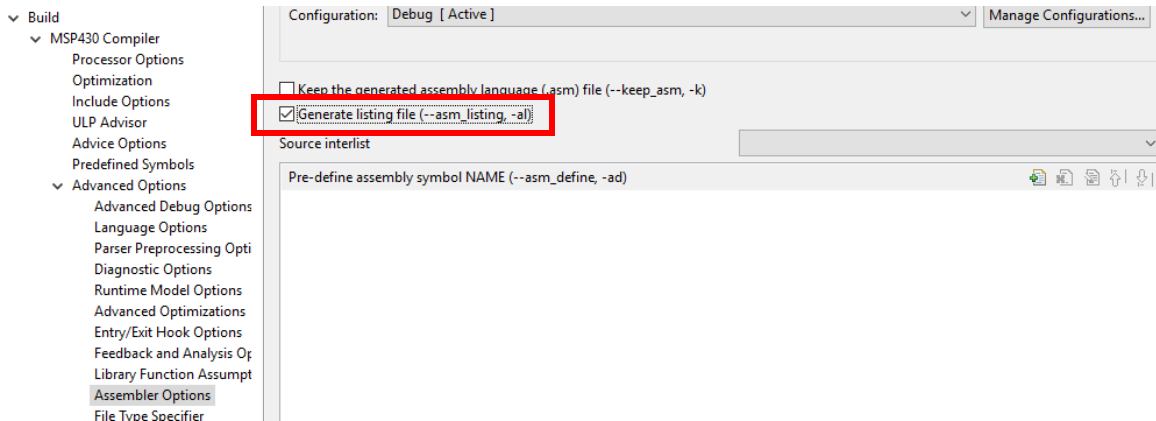 Build
MSP430 Compiler
Processor Options
Optimization
Include Options
ULP Advisor
Advice Options
Predefined Symbols
Advanced Options
Advanced Debug Options
Language Options
Parser Preprocessing Opti
Diagnostic Options
Runtime Model Options
Advanced Optimizations
Entry/Exit Hook Options
Feedback and Analysis Op
Library Function Assumpt
Assembler Options
File Type Specifier
Configuration: Debug [ Active ] Manage Configurations...
Keep the generated assembly language (.asm) file (--keep_asm, -k)
Generate listing file (--asm_listing, -al)
Source interlist
Pre-define assembly symbol NAME (--asm_define, -ad)